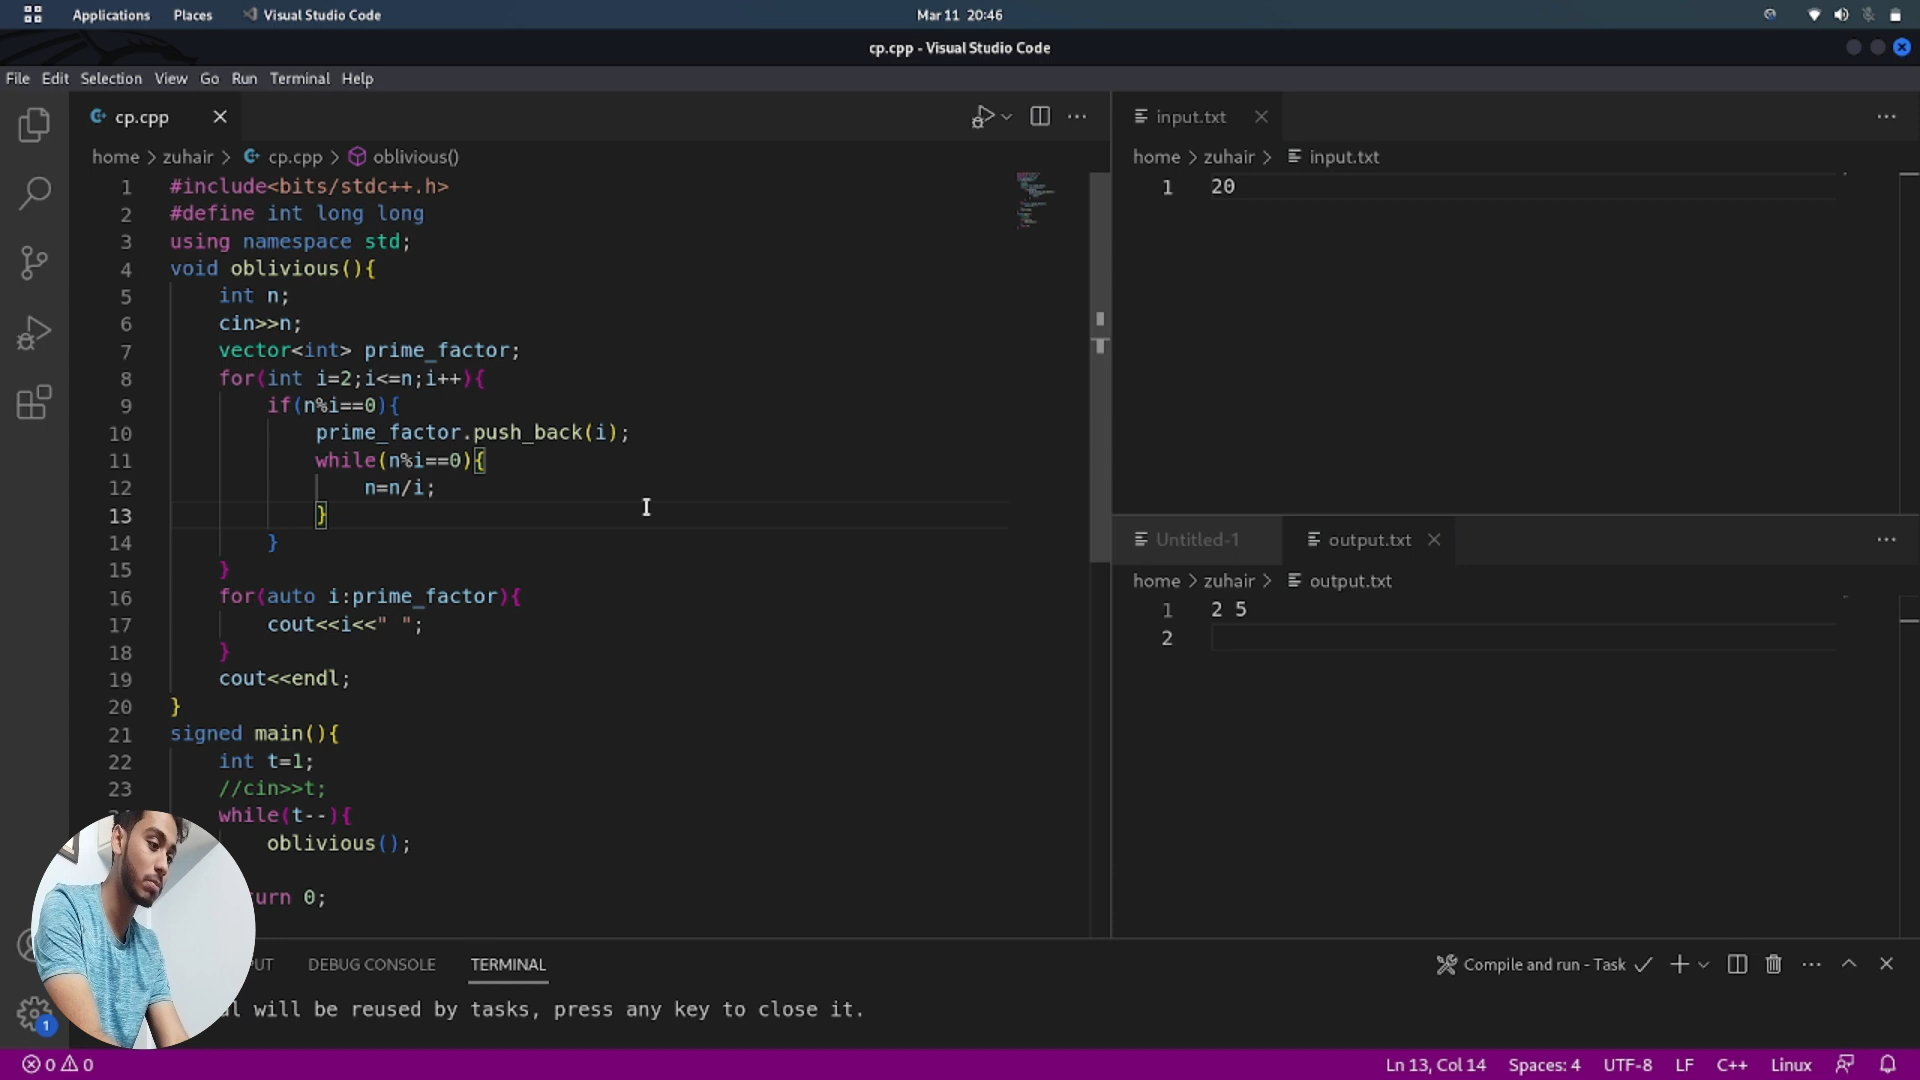 Applications Places Visual Studio Code Mar 11 20:46
cp.cpp - Visual Studio Code
File Edit Selection View Go Run Terminal Help
cp.cpp
home > zuhair > cp.cpp > oblivious()
1 #include<bits/stdc++.h>
2 #define int long long
3 using namespace std;
4 void oblivious(){
5 int n;
6 cin>>n;
7 vector<int> prime_factor;
8 for(int i=2;i<=n;i++){
9 if(n%i==0){
10 prime_factor.push_back(i);
11 while(n%i==0){
12 n=n/i;
13 }
14 }
15 }
16 for(auto i:prime_factor){
17 cout<<i<<" ";
18 }
19 cout<<endl;
20 }
21 signed main(){
22 int t=1;
23 //cin>>t;
while(t--){
oblivious();
urn 0;
input.txt
home > zuhair > input.txt
1 20
Untitled-1 output.txt
home > zuhair > output.txt
1 2 5
2
UT DEBUG CONSOLE TERMINAL Compile and run - Task
will be reused by tasks, press any key to close it.
1
0 0 Ln 13, Col 14 Spaces: 4 UTF-8 LF C++ Linux